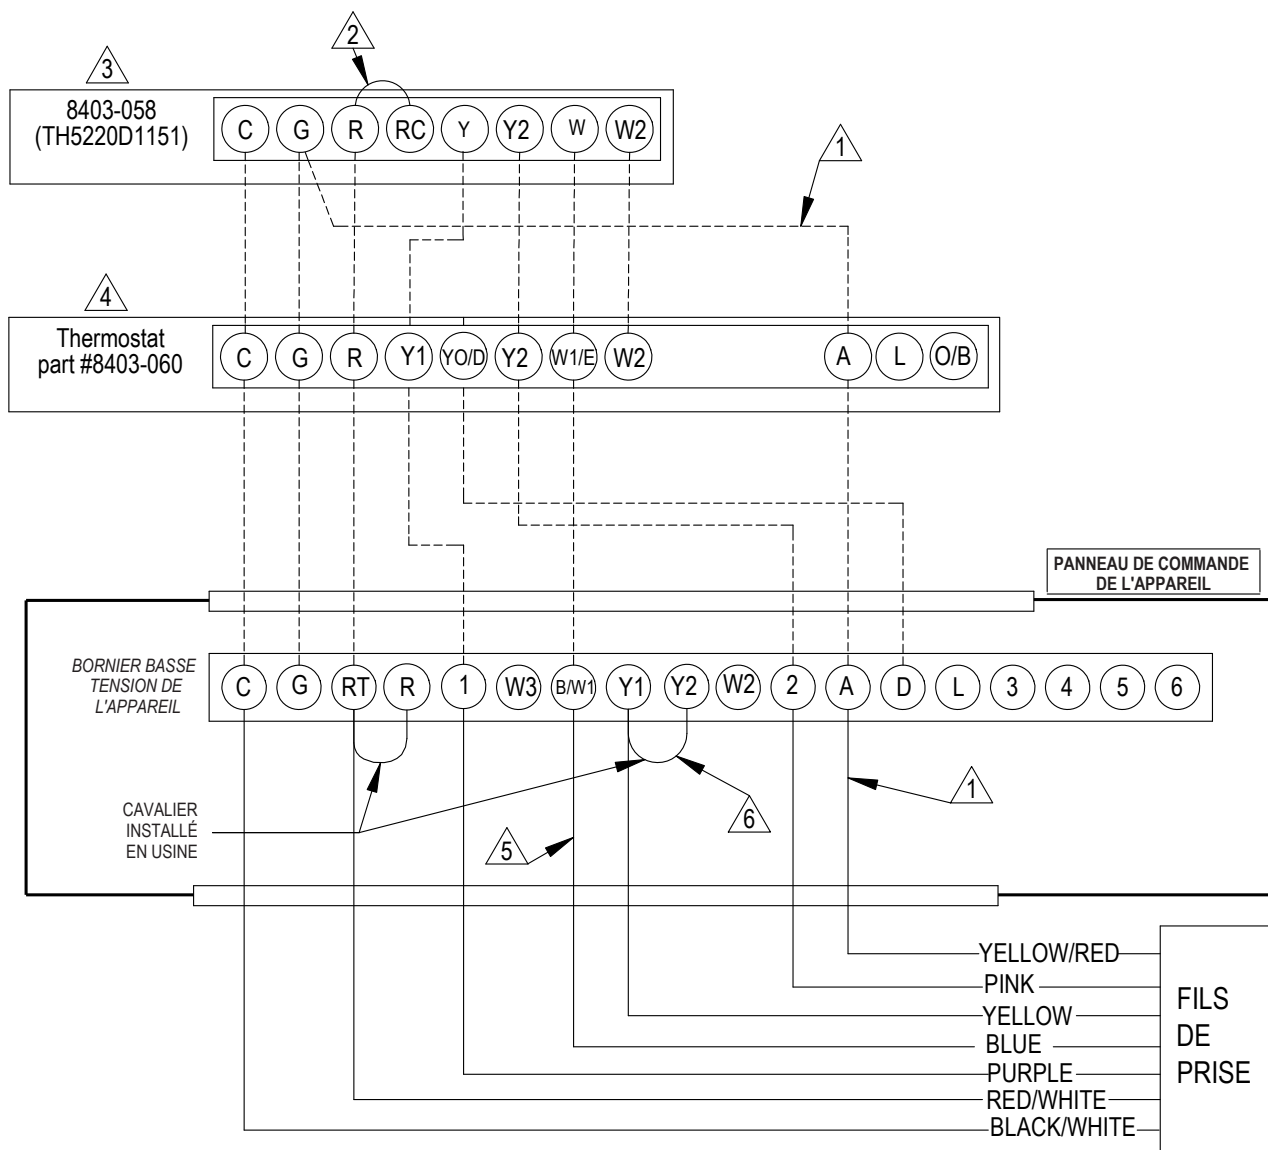 2
3
8403-058
(TH5220D1151)
C G R RC Y Y2 W W2
1
4
Thermostat
part #8403-060
C G R Y1 YO/D Y2 W1/E W2 A L O/B
PANNEAU DE COMMANDE
DE L'APPAREIL
BORNIER BASSE
TENSION DE
L'APPAREIL
C G RT R 1 W3 B/W1 Y1 Y2 W2 2 A D L 3 4 5 6
CAVALIER
INSTALLÉ
EN USINE
5
6
1
YELLOW/RED
PINK
YELLOW
BLUE
PURPLE
RED/WHITE
BLACK/WHITE
FILS
DE
PRISE